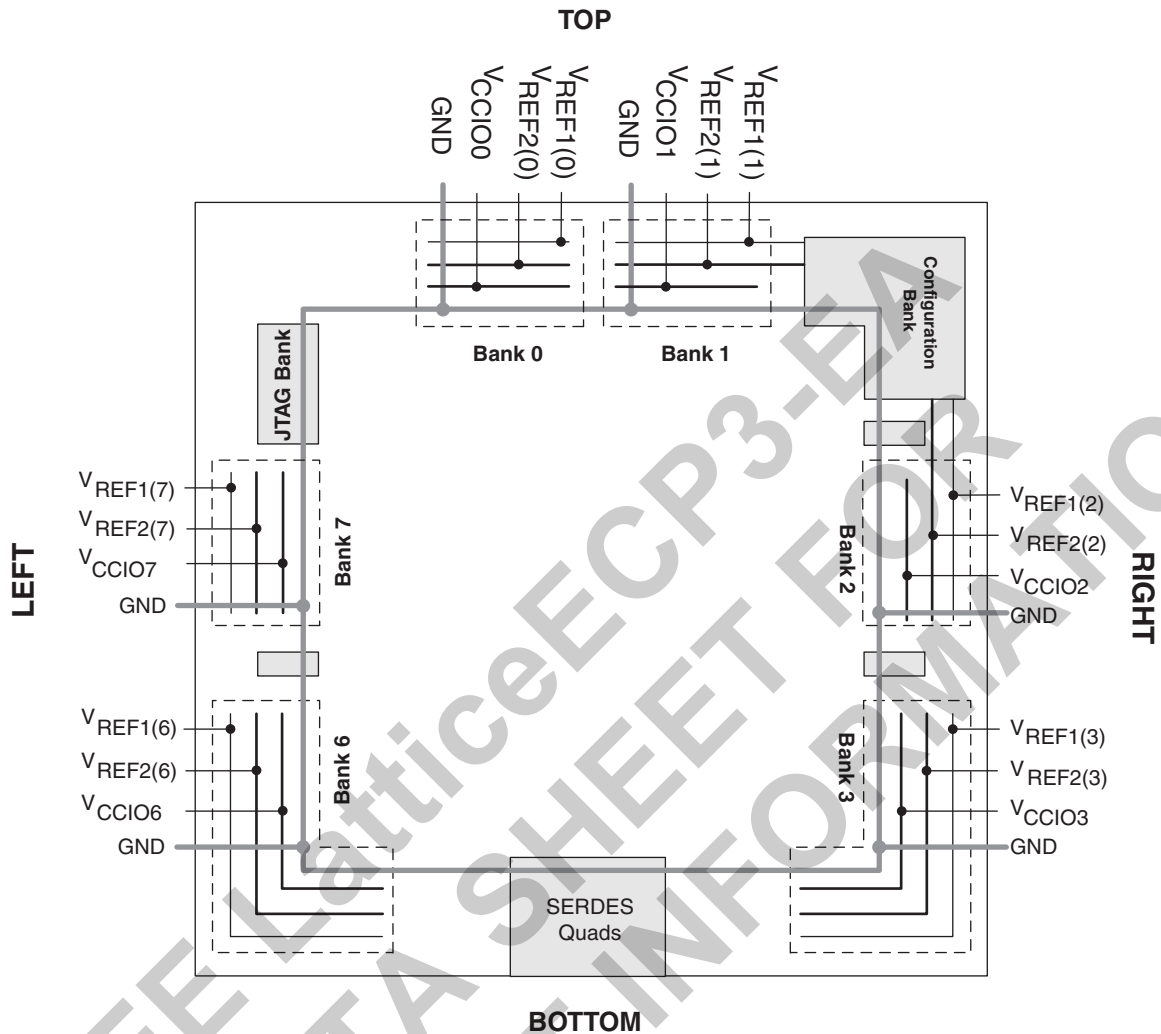 TOP
GND
VCCIO0
VREF2(0)
VREF1(0)
GND
VCCIO1
VREF2(1)
VREF1(1)
Configuration
Bank
Bank 0
Bank 1
JTAG Bank
LEFT
VREF1(7)
VREF2(7)
VCCIO7
GND
Bank 7
Bank 2
VREF1(2)
VREF2(2)
VCCIO2
GND
RIGHT
VREF1(6)
VREF2(6)
VCCIO6
GND
Bank 6
Bank 3
VREF1(3)
VREF2(3)
VCCIO3
GND
SERDES
Quads
BOTTOM
EE LatticeECP3-EA
TA SHEET FOR
INFORMATIO